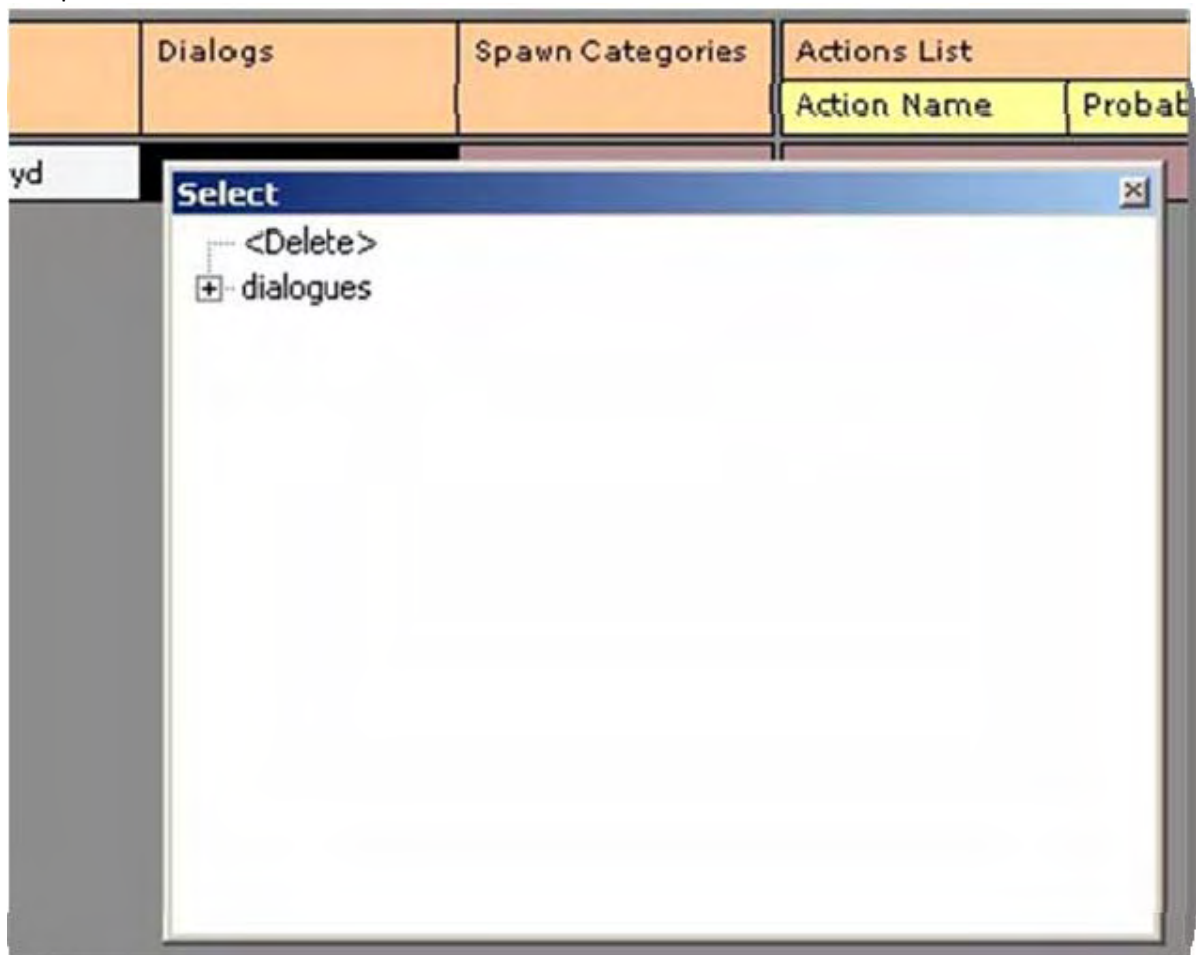 Dialogs
Spawn Categories
Actions List
Action Name
Probab
yd
Select
<Delete>
dialogues